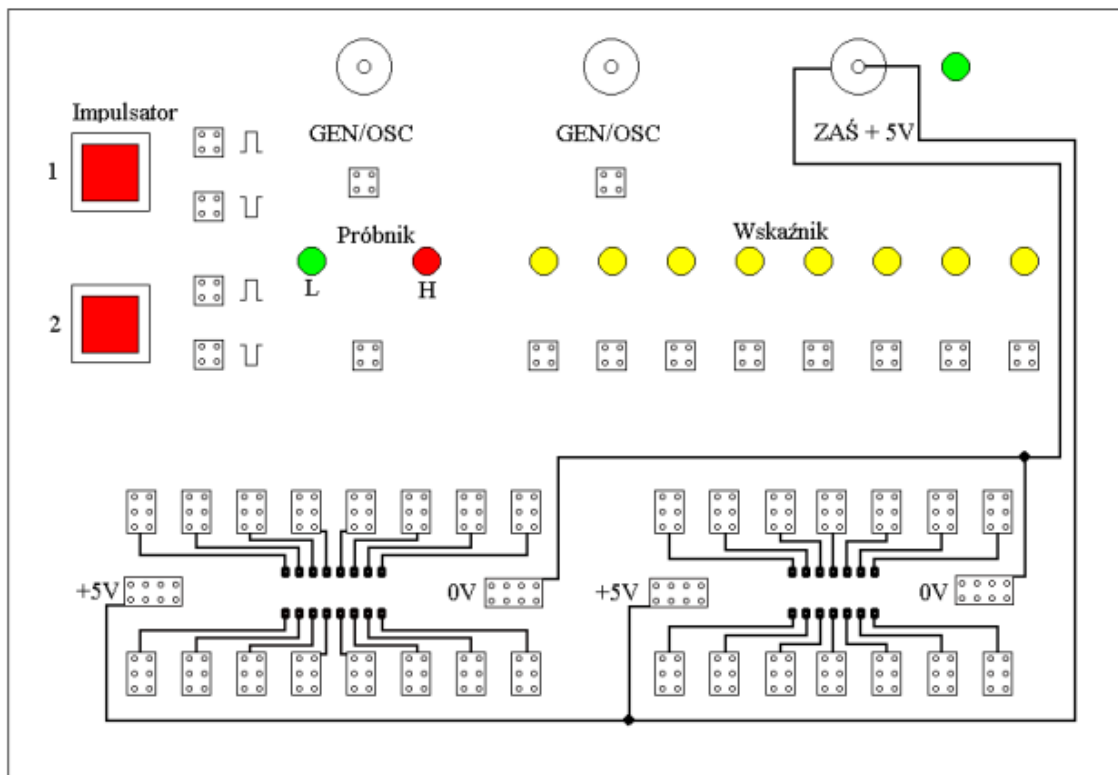 Impulsator
GEN/OSC
GEN/OSC
ZAŚ + 5V
1
Próbnik
Wskaźnik
L
H
2
+5V
0V
+5V
0V